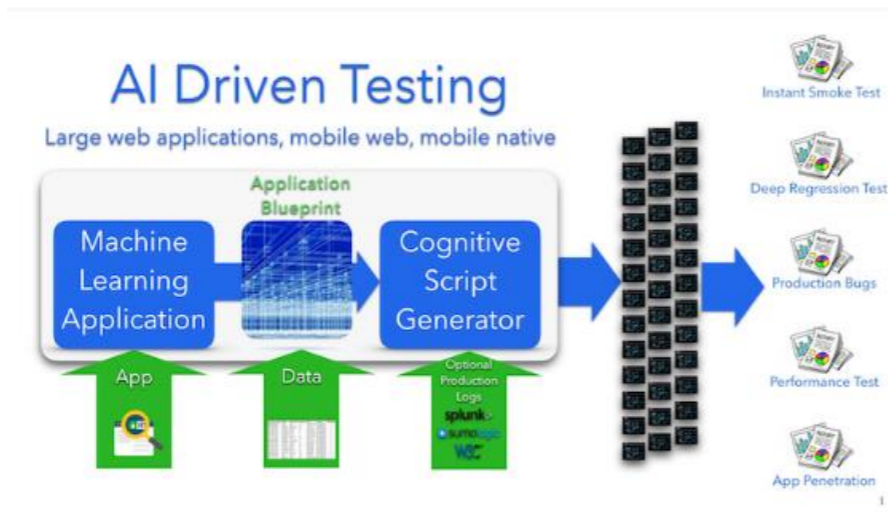 AI Driven Testing
Large web applications, mobile web, mobile native
Application
Blueprint
Machine
Learning
Application
Cognitive
Script
Generator
App
Data
Optional
Production
Logs
splunk>
sumologic
W3C
Instant Smoke Test
Deep Regression Test
Production Bugs
Performance Test
App Penetration
1